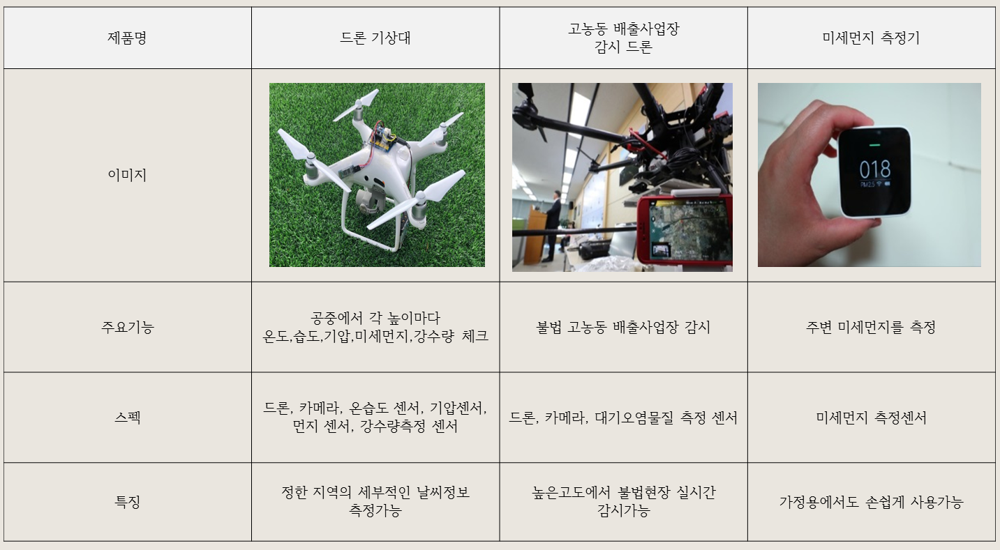 제품명
드론 기상대
고농동 배출사업장
감시 드론
미세먼지 측정기
이미지
018
PM2.5
주요기능
공중에서 각 높이마다
온도,습도,기압,미세먼지,강수량 체크
불법 고농동 배출사업장 감시
주변 미세먼지를 측정
스펙
드론, 카메라, 온습도 센서, 기압센서,
먼지 센서, 강수량측정 센서
드론, 카메라, 대기오염물질 측정 센서
미세먼지 측정센서
특징
정한 지역의 세부적인 날씨정보
측정가능
높은고도에서 불법현장 실시간
감시가능
가정용에서도 손쉽게 사용가능